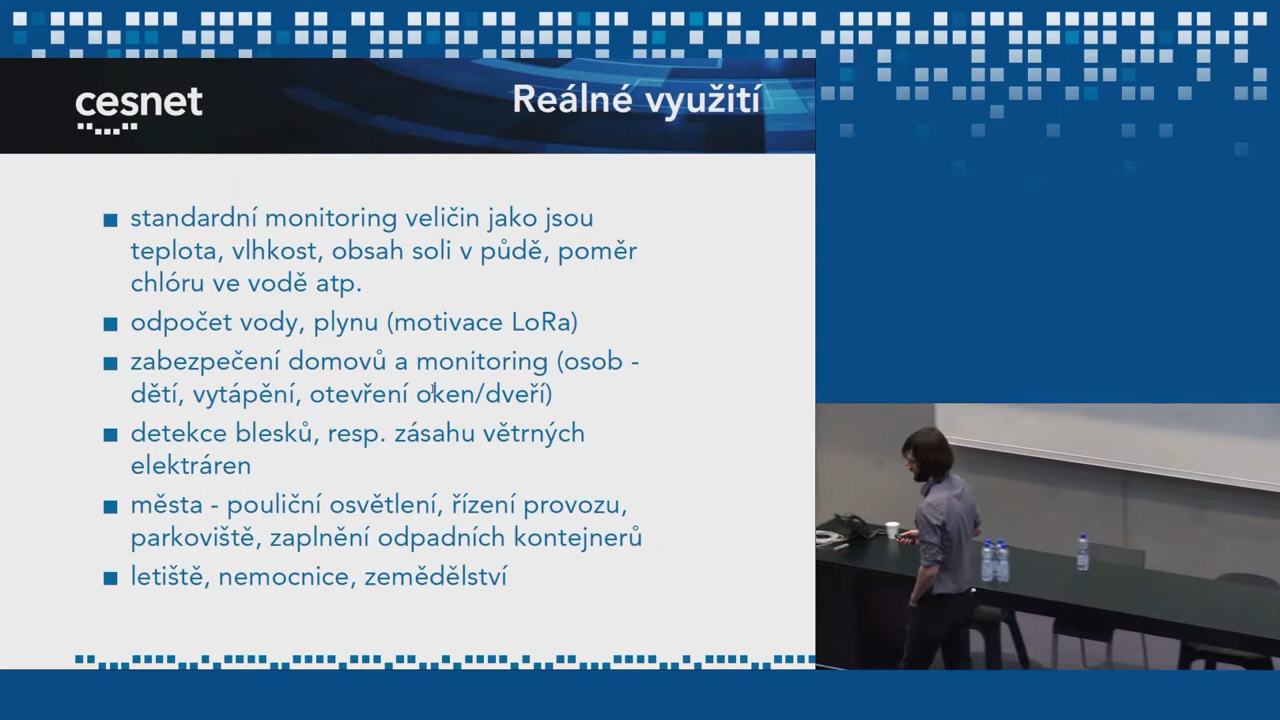 cesnet
Reálné využití
standardní monitoring veličin jako jsou
teplota, vlhkost, obsah soli v půdě, poměr
chlóru ve vodě atp.
odpočet vody, plynu (motivace LoRa)
zabezpečení domovů a monitoring (osob -
dětí, vytápění, otevření oken/dveří)
detekce blesků, resp. zásahu větrných
elektráren
města - pouliční osvětlení, řízení provozu,
parkoviště, zaplnění odpadních kontejnerů
letiště, nemocnice, zemědělství